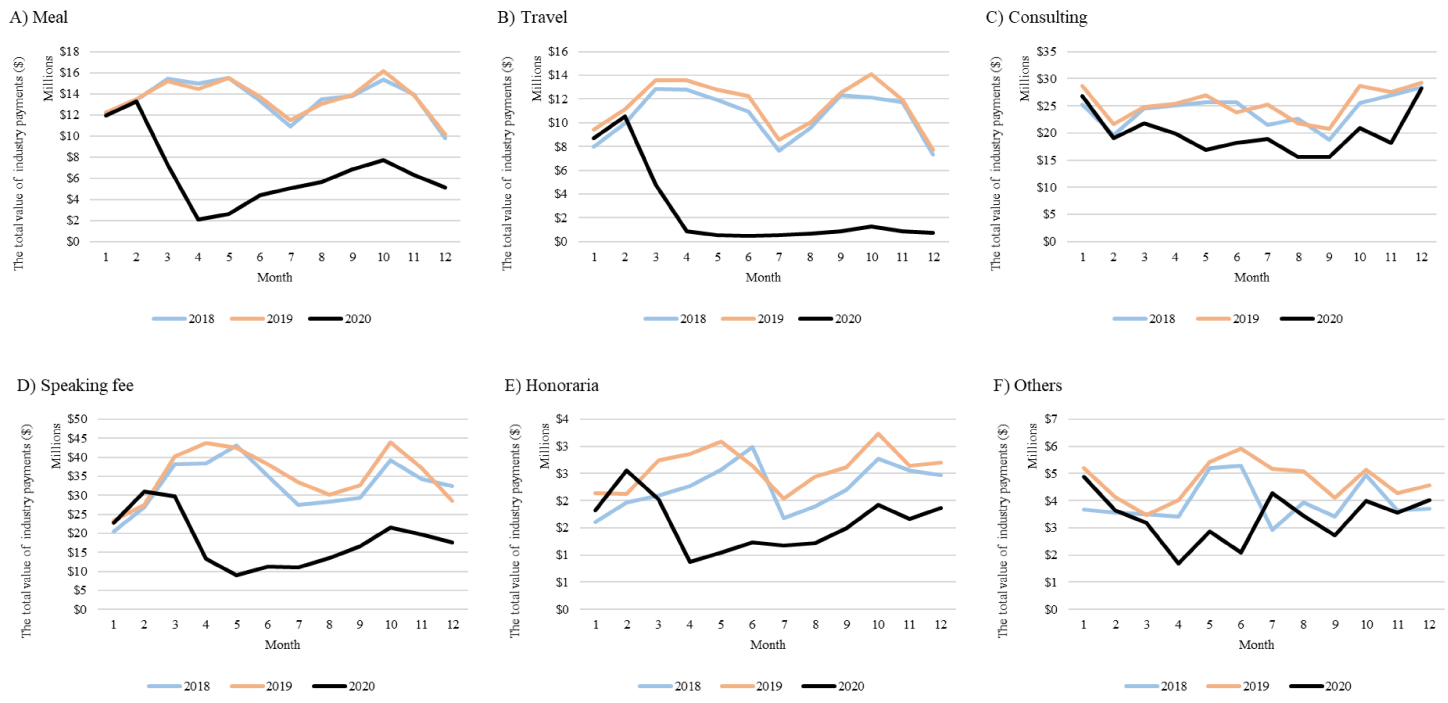 A) Meal
The total value of industry payments ($)
Millions
$18
$16
$14
$12
$10
$8
$6
$4
$2
$0
1 2 3 4 5 6 7 8 9 10 11 12
Month
2018 2019 2020
B) Travel
The total value of industry payments ($)
Millions
$16
$14
$12
$10
$8
$6
$4
$2
$0
1 2 3 4 5 6 7 8 9 10 11 12
Month
2018 2019 2020
C) Consulting
The total value of industry payments ($)
Millions
$35
$30
$25
$20
$15
$10
$5
$0
1 2 3 4 5 6 7 8 9 10 11 12
Month
2018 2019 2020
D) Speaking fee
The total value of industry payments ($)
Millions
$50
$45
$40
$35
$30
$25
$20
$15
$10
$5
$0
1 2 3 4 5 6 7 8 9 10 11 12
Month
2018 2019 2020
E) Honoraria
The total value of industry payments ($)
Millions
$4
$3
$3
$2
$2
$1
$1
$0
1 2 3 4 5 6 7 8 9 10 11 12
Month
2018 2019 2020
F) Others
The total value of industry payments ($)
Millions
$7
$6
$5
$4
$3
$2
$1
$0
1 2 3 4 5 6 7 8 9 10 11 12
Month
2018 2019 2020